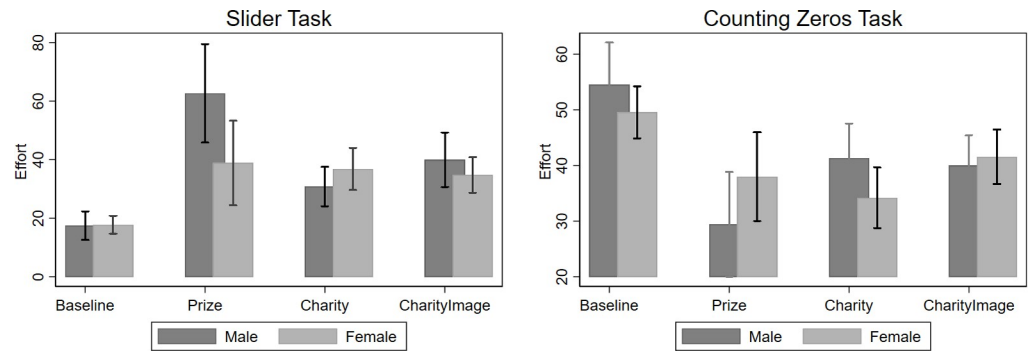 Slider Task
Effort
80
60
40
20
0
Baseline Prize Charity CharityImage
Male Female
Counting Zeros Task
Effort
60
50
40
30
20
Baseline Prize Charity CharityImage
Male Female